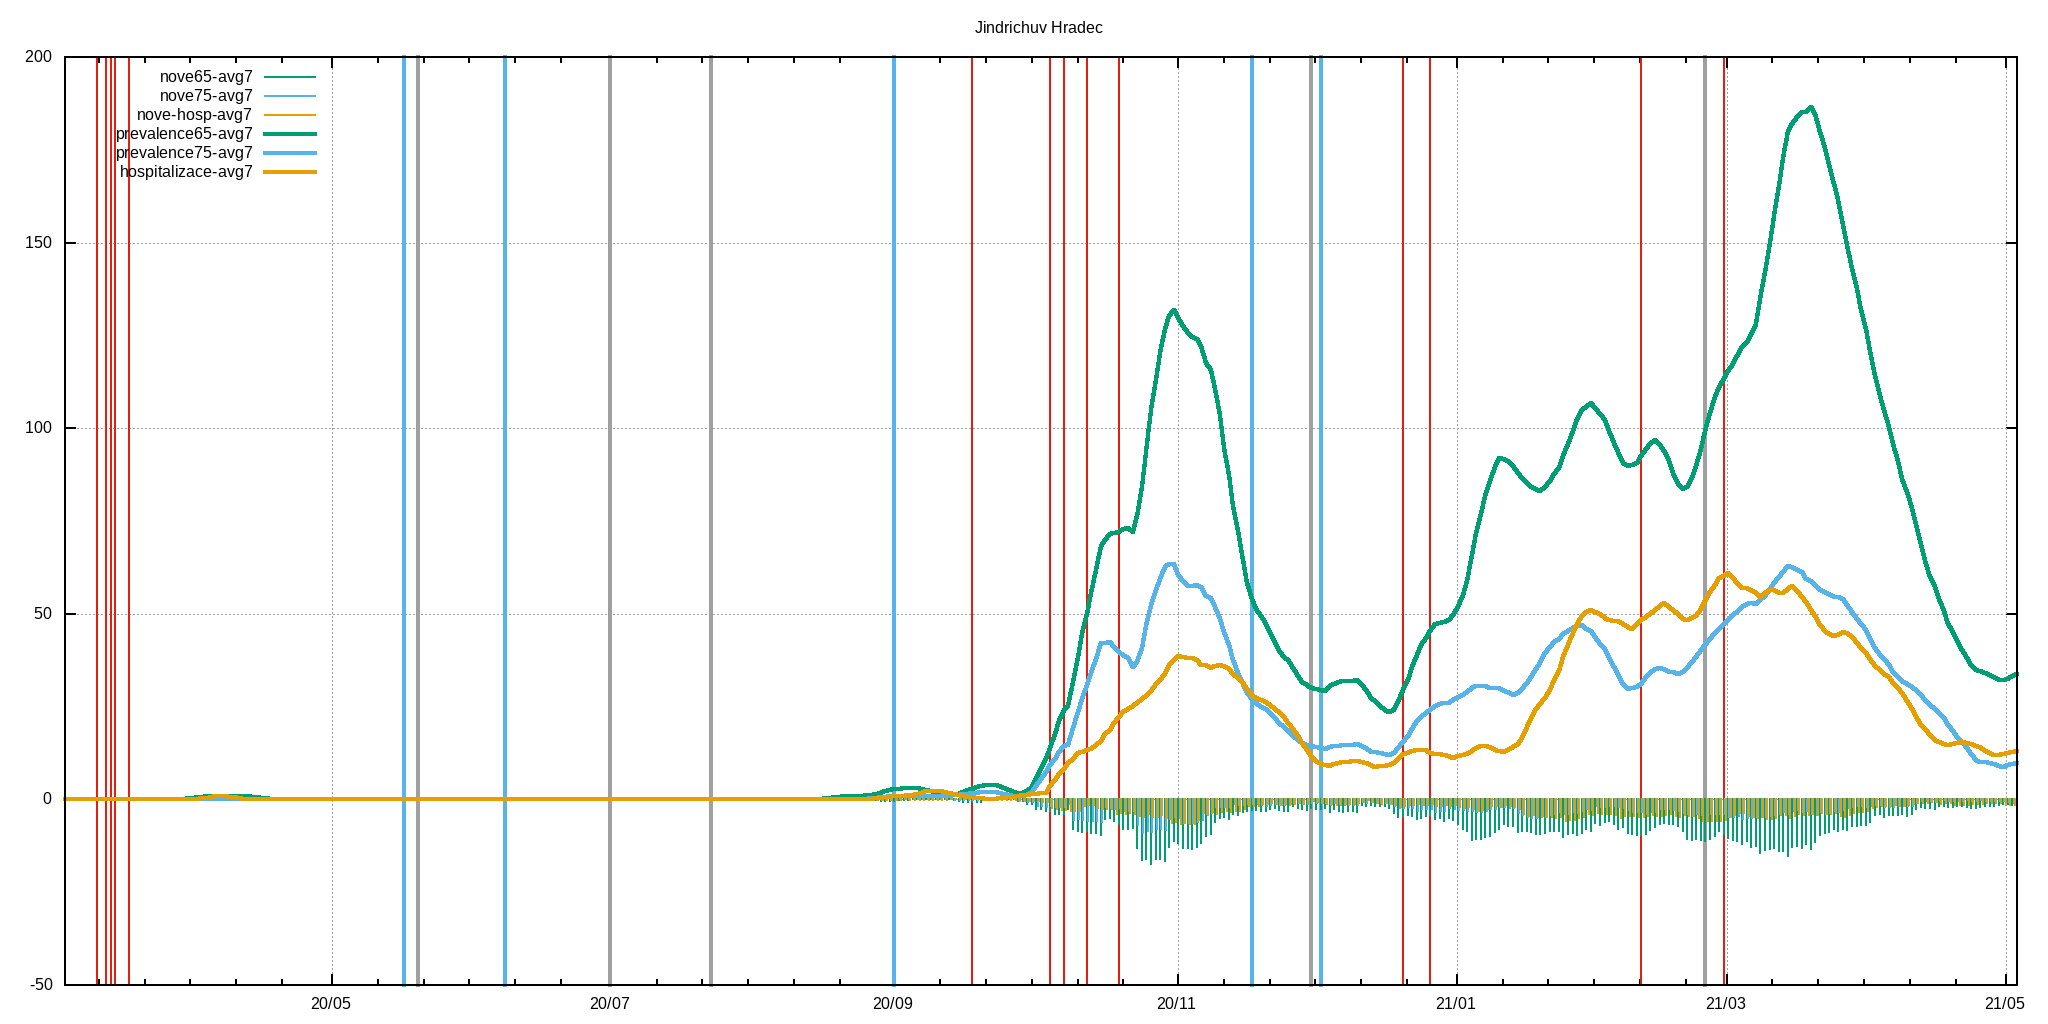 Jindrichuv Hradec
200
nove65-avg7
nove75-avg7
nove-hosp-avg7
prevalence65-avg7
prevalence75-avg7
hospitalizace-avg7
150
100
50
0
-50
20/05 20/07 20/09 20/11 21/01 21/03 21/05